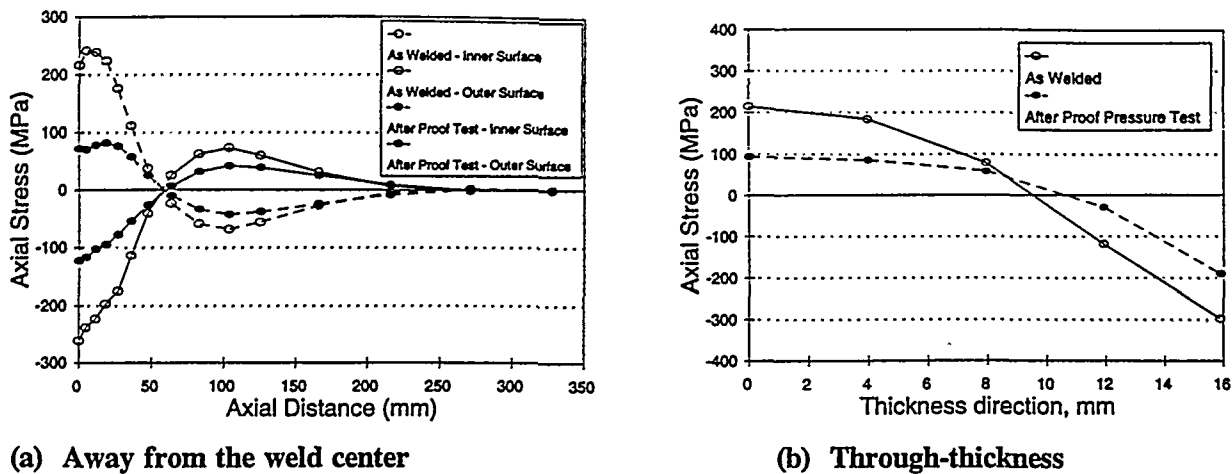 300
200
100
0
-100
-200
-300
Axial Stress (MPa)
As Welded - Inner Surface
As Welded - Outer Surface
After Proof Test - Inner Surface
After Proof Test - Outer Surface
0 50 100 150 200 250 300 350
Axial Distance (mm)
(a) Away from the weld center
400
300
200
100
0
-100
-200
-300
-400
Axial Stress (MPa)
As Welded
After Proof Pressure Test
0 2 4 6 8 10 12 14 16
Thickness direction, mm
(b) Through-thickness